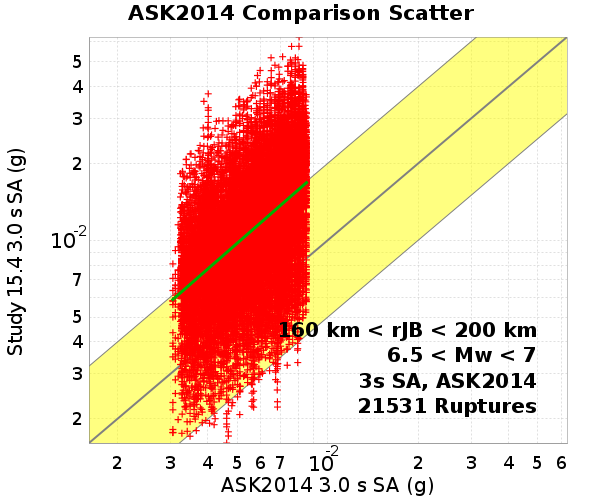 ASK2014 Comparison Scatter
Study 15.4 3.0 s SA (g)
5
4
3
2
10-2
7
5
4
3
2
160 km < rJB < 200 km
6.5 < Mw < 7
3s SA, ASK2014
21531 Ruptures
2 3 4 5 6 7 10-2 2 3 4 5 6
ASK2014 3.0 s SA (g)